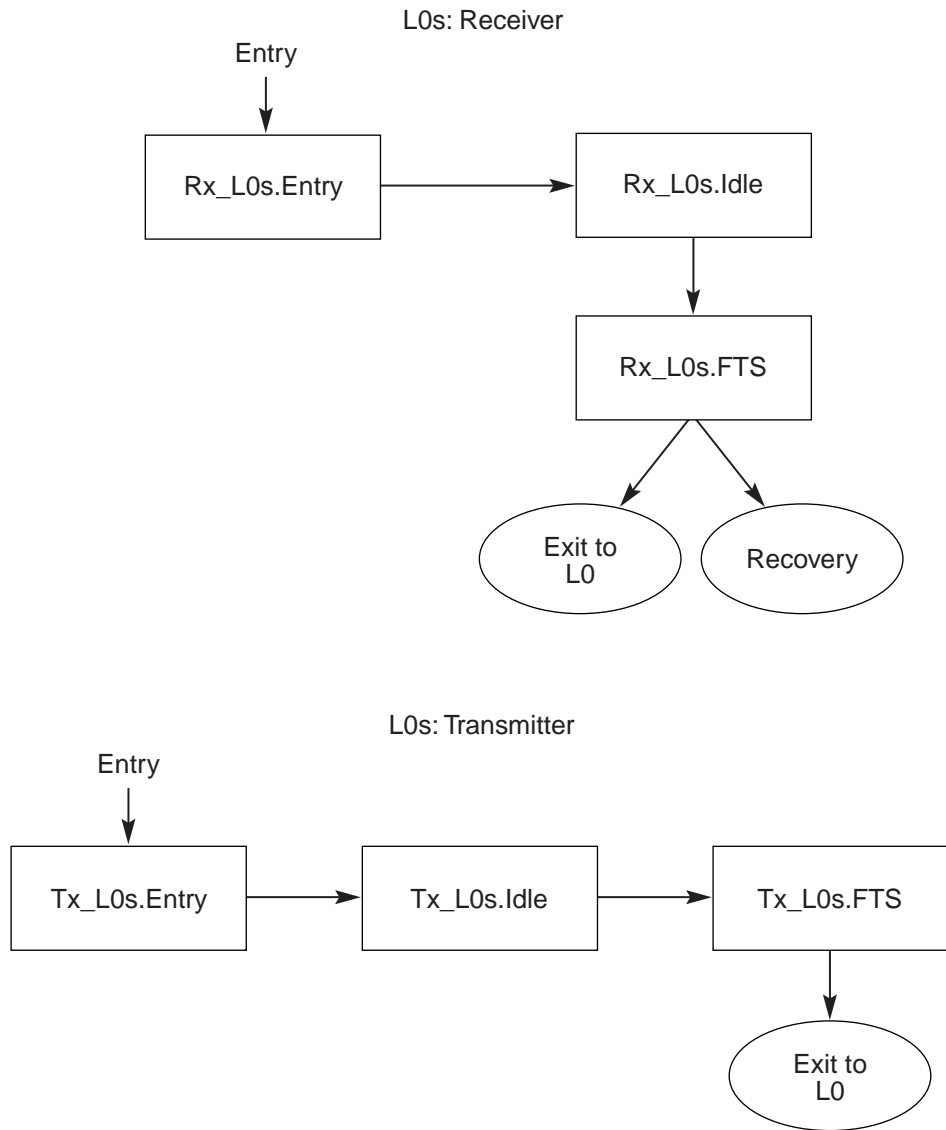 L0s: Receiver
Entry
Rx_L0s.Entry
Rx_L0s.Idle
Rx_L0s.FTS
Exit to
L0
Recovery
L0s: Transmitter
Entry
Tx_L0s.Entry
Tx_L0s.Idle
Tx_L0s.FTS
Exit to
L0